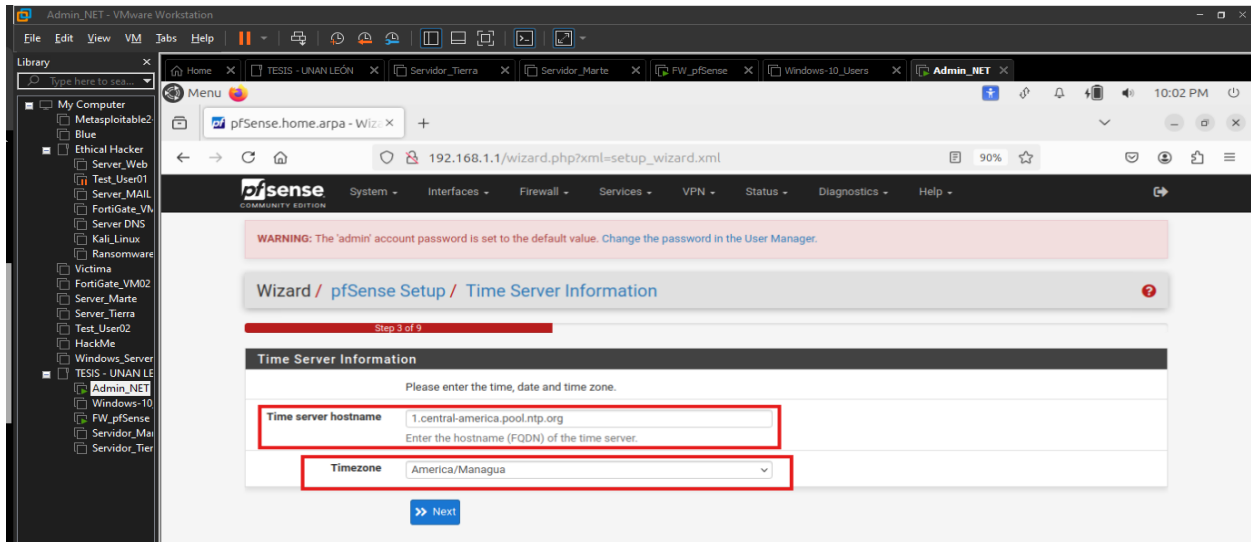 Admin_NET - VMware Workstation
File Edit View VM Tabs Help
Library
Type here to sea...
Home TESIS - UNAN LEÓN Servidor_Tierra Servidor_Marte FW_pfSense Windows-10_Users Admin_NET
My Computer
Metasploitable2-
Blue
Ethical Hacker
Server_Web
Test_User01
Server_MAIL
FortiGate_VM
Server DNS
Kali_Linux
Ransomware
Victima
FortiGate_VM02
Server_Marte
Server_Tierra
Test_User02
HackMe
Windows_Server
TESIS - UNAN LE
Admin_NET
Windows-10_
FW_pfSense
Servidor_Mar
Servidor_Tier
Menu 10:02 PM
pfSense.home.arpa - Wiz
192.168.1.1/wizard.php?xml=setup_wizard.xml 90%
pfsense System Interfaces Firewall Services VPN Status Diagnostics Help
COMMUNITY EDITION
WARNING: The 'admin' account password is set to the default value. Change the password in the User Manager.
Wizard / pfSense Setup / Time Server Information
Step 3 of 9
Time Server Information
Please enter the time, date and time zone.
Time server hostname 1.central-america.pool.ntp.org
Enter the hostname (FQDN) of the time server.
Timezone America/Managua
Next